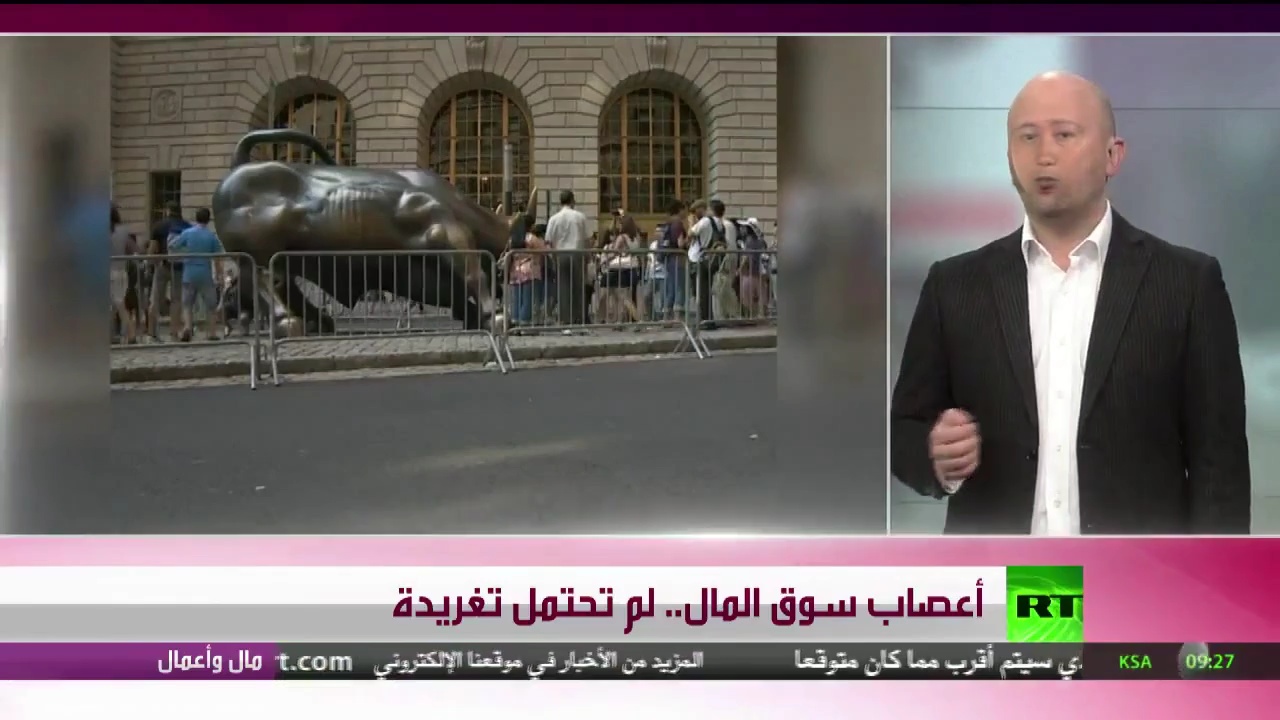 أعصاب سوق المال.. لم تحتمل تغريدة
RT
KSA 09:27
سيتم أقرب مما كان متوقعا المزيد من الأخبار في موقعنا الإلكتروني t.com
مال وأعمال